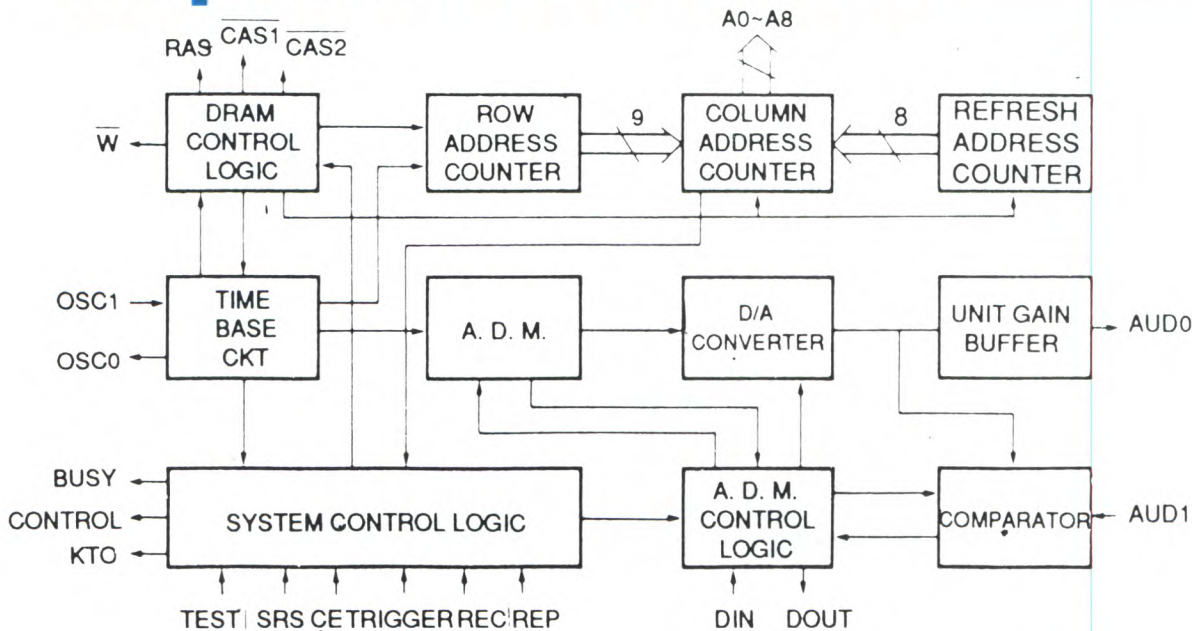 A0~A8
RAS CAS1 CAS2
DRAM CONTROL LOGIC
W
ROW ADDRESS COUNTER
9
COLUMN ADDRESS COUNTER
8
REFRESH ADDRESS COUNTER
OSC1
OSC0
TIME BASE CKT
A. D. M.
D/A CONVERTER
UNIT GAIN BUFFER
AUD0
BUSY
CONTROL
KTO
SYSTEM CONTROL LOGIC
A. D. M. CONTROL LOGIC
COMPARATOR
AUD1
TEST SRS CE TRIGGER REC REP
DIN DOUT